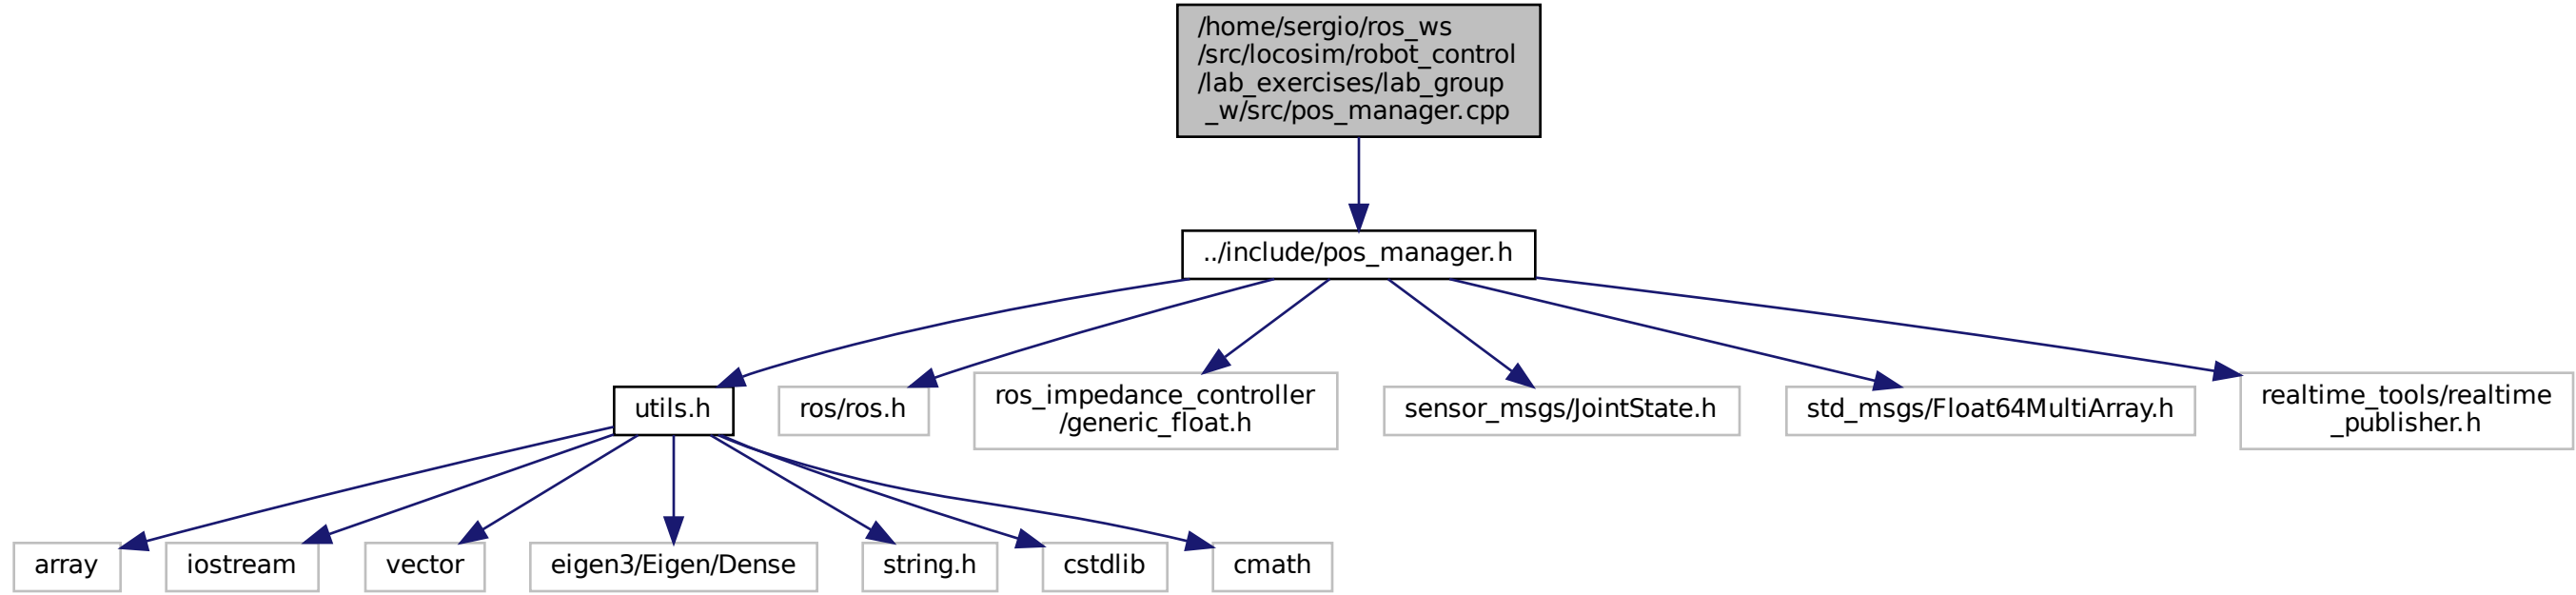 /home/sergio/ros_ws
/src/locosim/robot_control
/lab_exercises/lab_group
_w/src/pos_manager.cpp
../include/pos_manager.h
utils.h
ros/ros.h
ros_impedance_controller
/generic_float.h
sensor_msgs/JointState.h
std_msgs/Float64MultiArray.h
realtime_tools/realtime
_publisher.h
array
iostream
vector
eigen3/Eigen/Dense
string.h
cstdlib
cmath